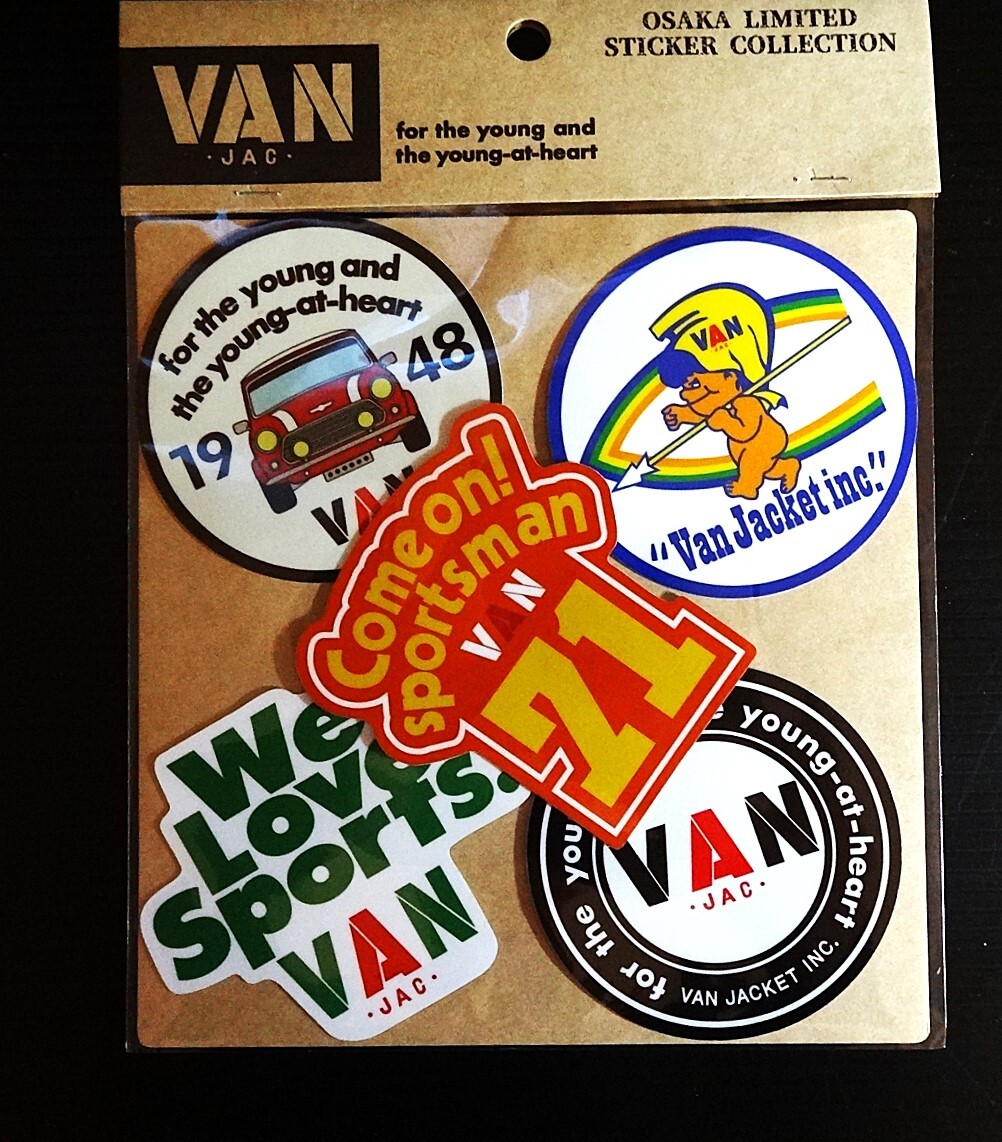 OSAKA LIMITED
STICKER COLLECTION
VAN
·JAC·
for the young and
the young-at-heart
for the young and
the young-at-heart
19 48
VAN
VAN
JAC
"Van Jacket inc."
Come on!
sportsman
VAN
71
We
Love
Sports.
VAN
·JAC·
for the you
young-at-heart
VAN
·JAC·
VAN JACKET INC.